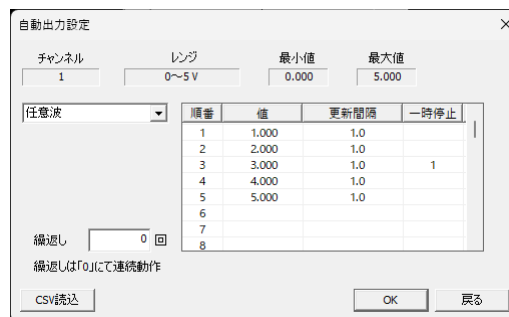 自動出力設定
チャンネル レンジ 最小値 最大値
1 0～5 V 0.000 5.000
任意波
順番 値 更新間隔 一時停止
1 1.000 1.0
2 2.000 1.0
3 3.000 1.0 1
4 4.000 1.0
5 5.000 1.0
6
7
8
繰返し 0 回
繰返しは「0」にて連続動作
CSV読込 OK 戻る